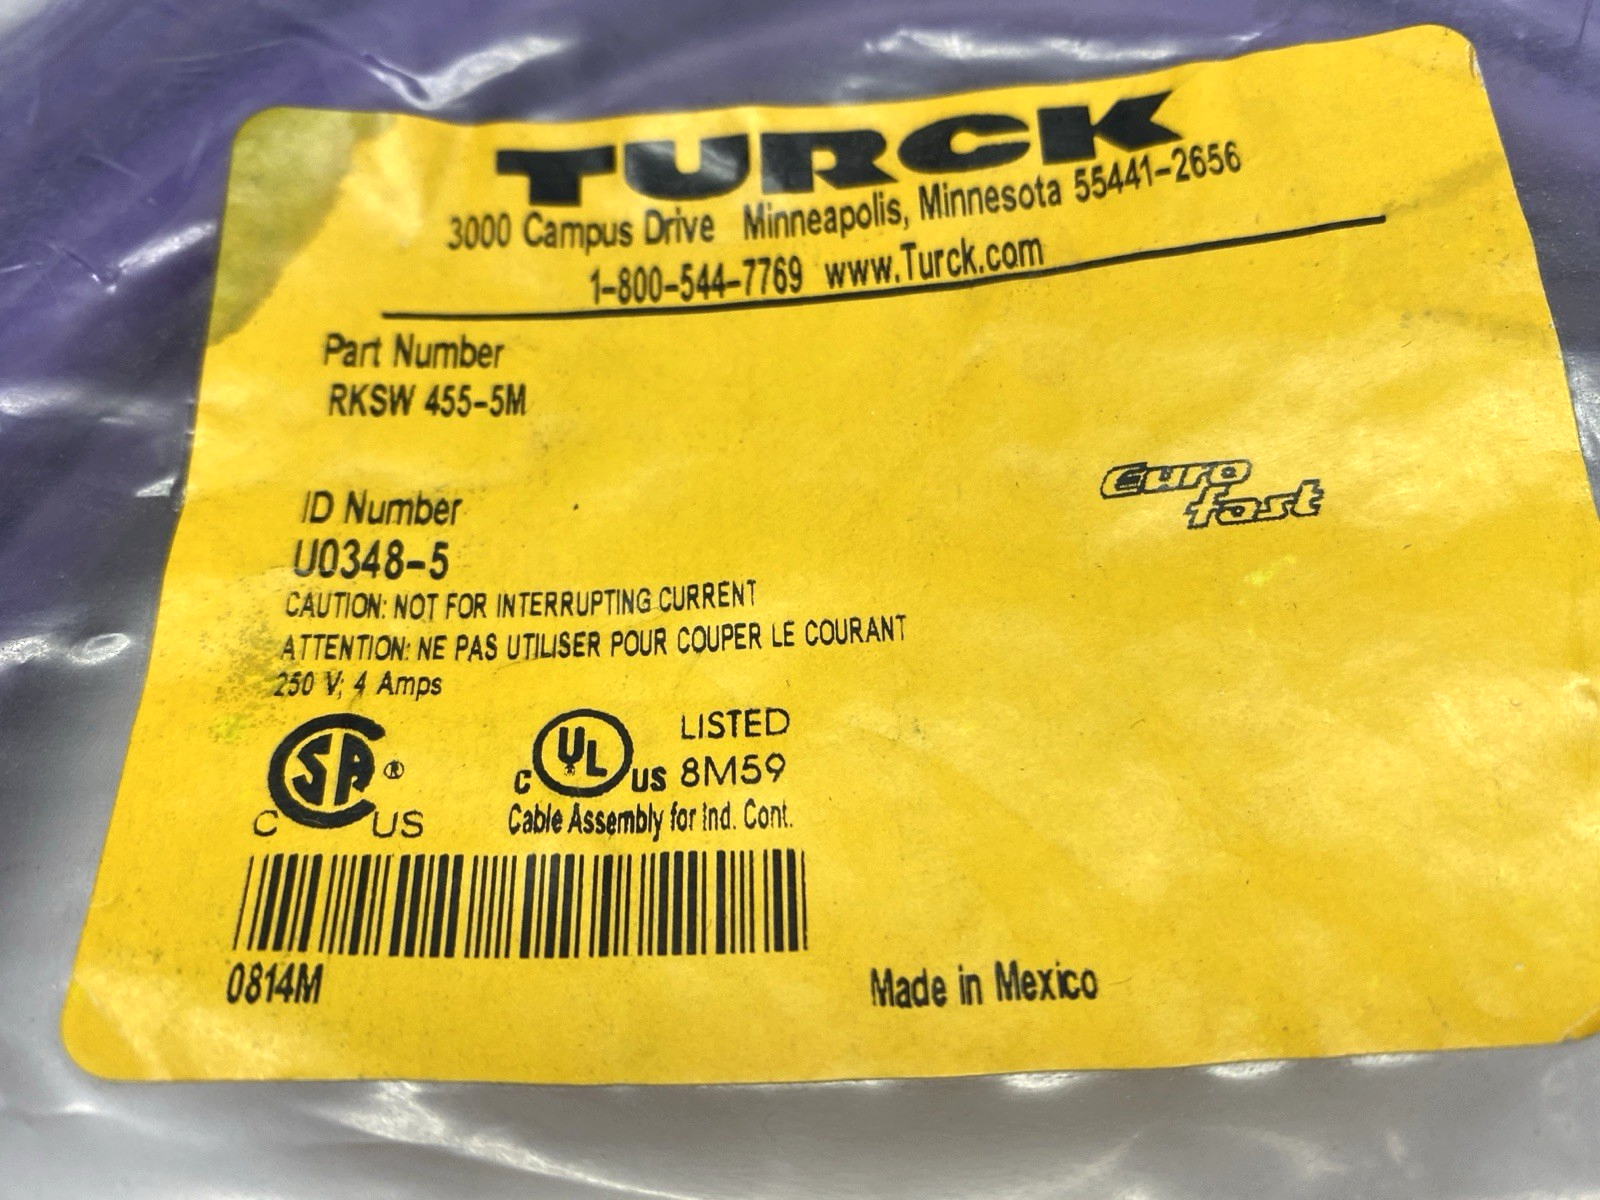 TURCK
3000 Campus Drive Minneapolis, Minnesota 55441-2656
1-800-544-7769 www.Turck.com
Part Number
RKSW 455-5M
Euro
fast
ID Number
U0348-5
CAUTION: NOT FOR INTERRUPTING CURRENT
ATTENTION: NE PAS UTILISER POUR COUPER LE COURANT
250 V; 4 Amps
SA ®
C US
UL
C US
LISTED
8M59
Cable Assembly for Ind. Cont.
0814M
Made in Mexico